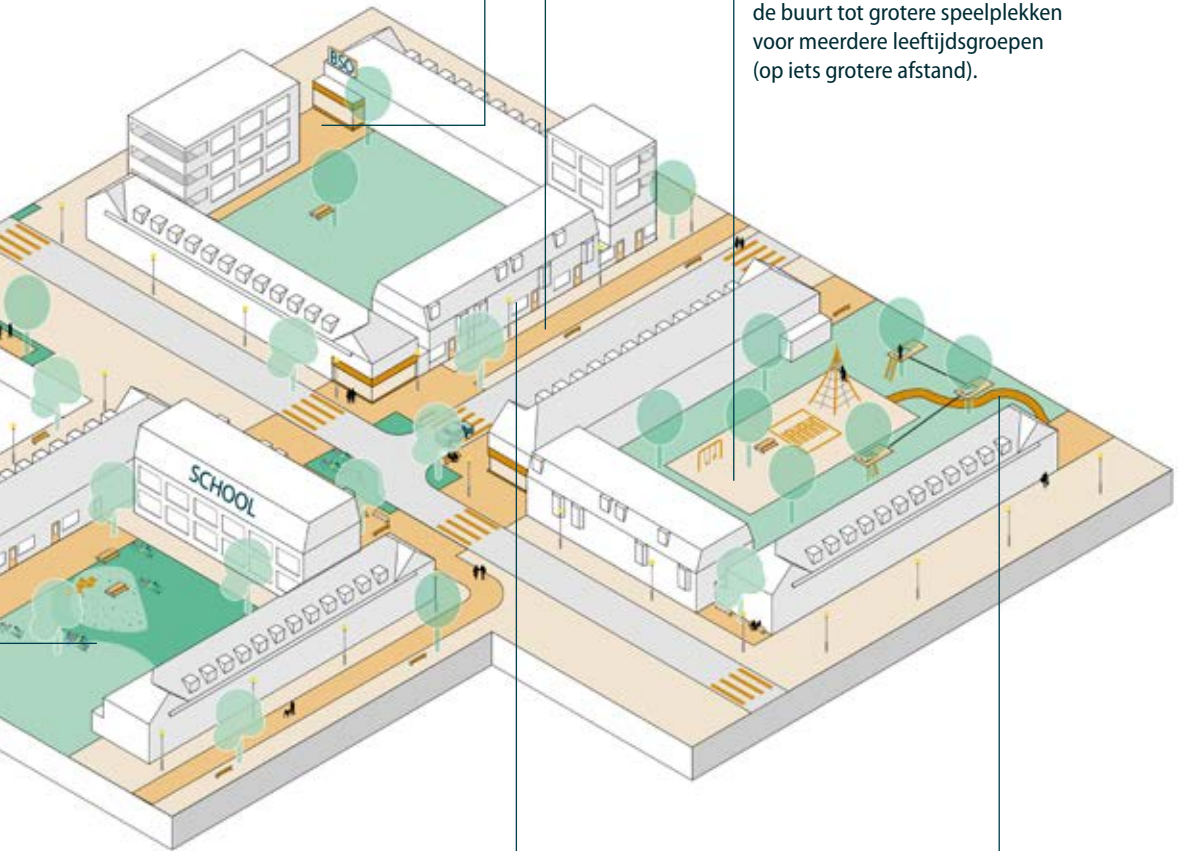 de buurt tot grotere speelplekken
voor meerdere leeftijdsgroepen
(op iets grotere afstand).
BSO
SCHOOL